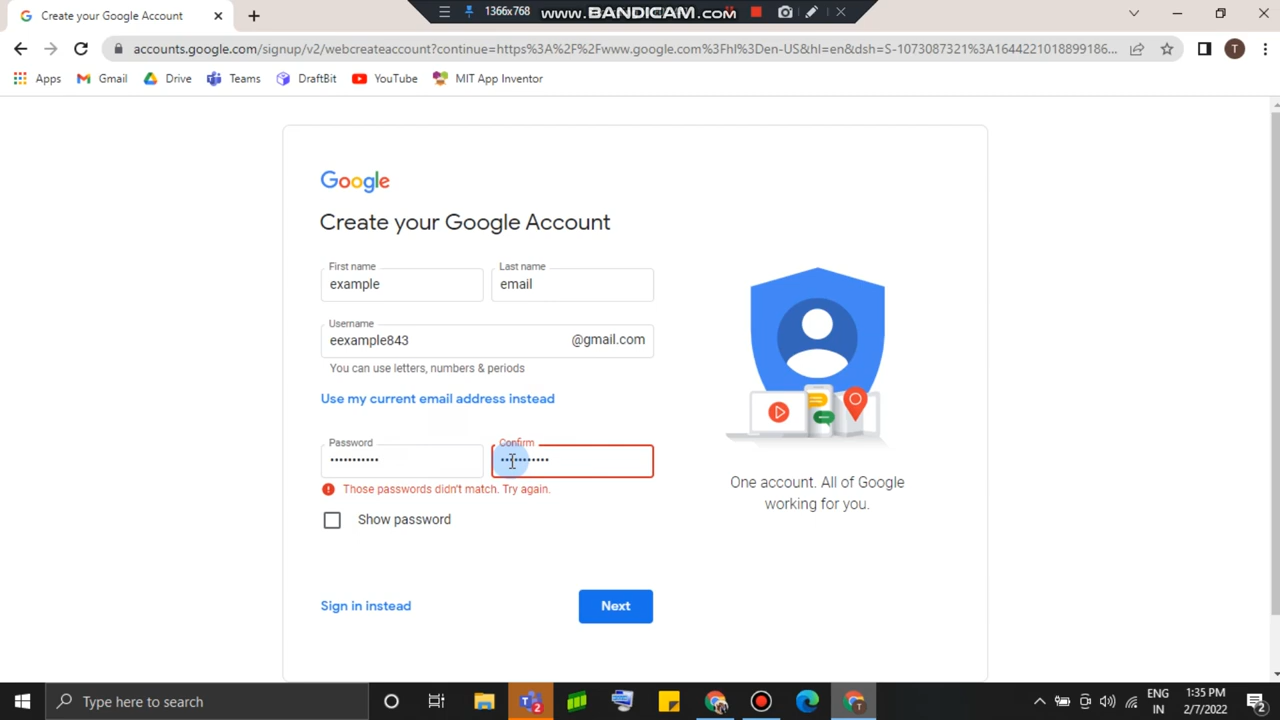 Create your Google Account
1366x768
WWW.BANDICAM.COM
accounts.google.com/signup/v2/webcreateaccount?continue=https%3A%2F%2Fwww.google.com%3Fhl%3Den-US&hl=en&dsh=S-1073087321%3A1644221018899186...
T
Apps Gmail Drive Teams DraftBit YouTube MIT App Inventor
Google
Create your Google Account
First name
Last name
example
email
Username
eexample843
@gmail.com
You can use letters, numbers & periods
Use my current email address instead
Password
Confirm
Those passwords didn't match. Try again.
Show password
Sign in instead
Next
One account. All of Google
working for you.
Type here to search
2
T
ENG
IN
1:35 PM
2/7/2022
2